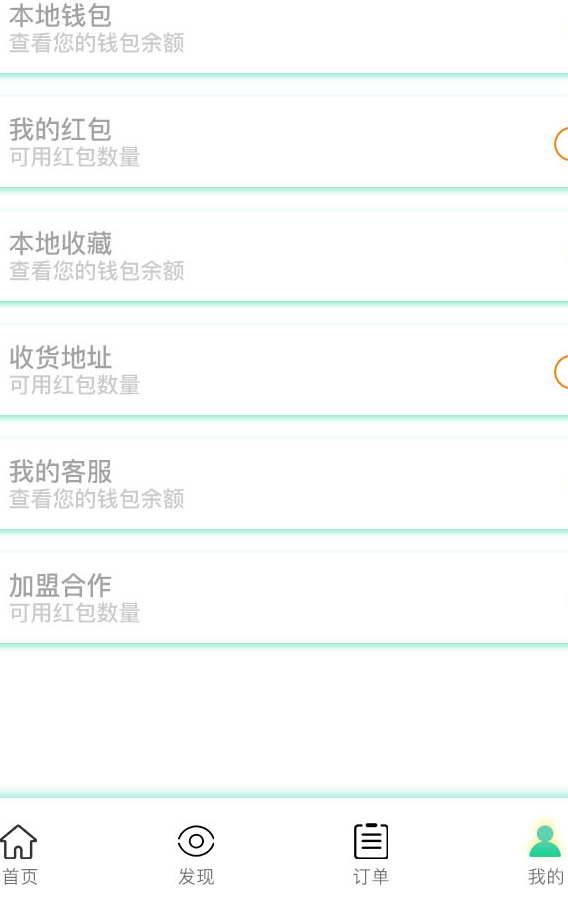 本地钱包
查看您的钱包余额
我的红包
可用红包数量
本地收藏
查看您的钱包余额
收货地址
可用红包数量
我的客服
查看您的钱包余额
加盟合作
可用红包数量
首页 发现 订单 我的